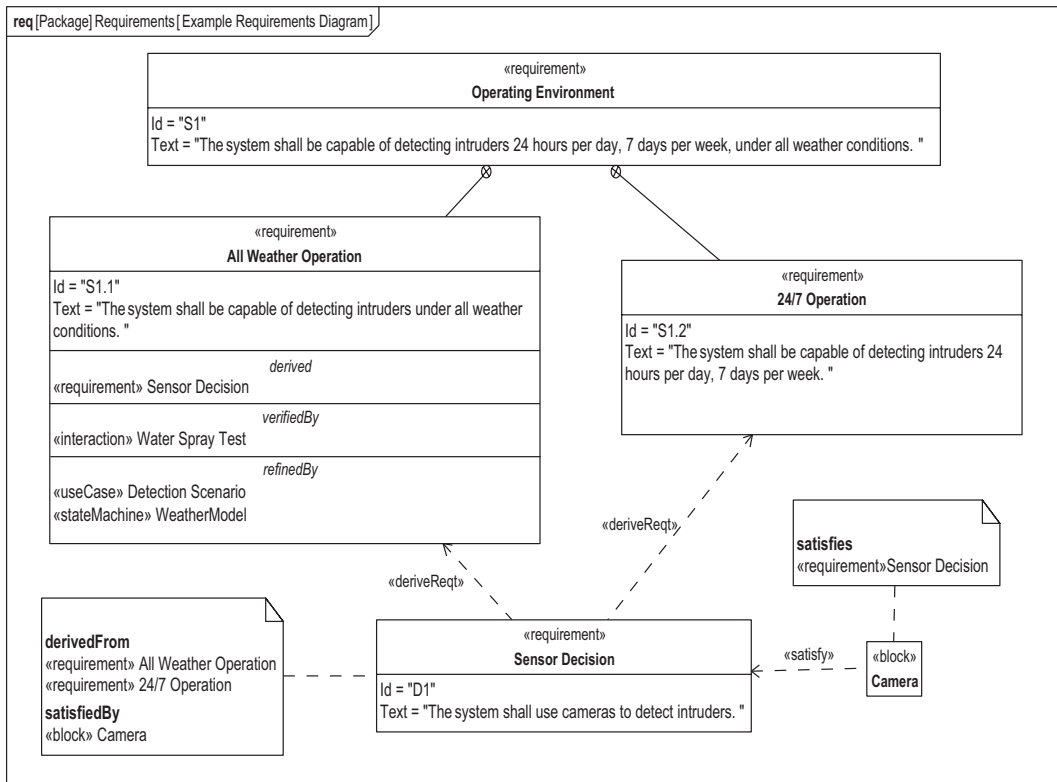 req [Package] Requirements [Example Requirements Diagram]
«requirement»
Operating Environment
Id = "S1"
Text = "The system shall be capable of detecting intruders 24 hours per day, 7 days per week, under all weather conditions. "
«requirement»
All Weather Operation
Id = "S1.1"
Text = "The system shall be capable of detecting intruders under all weather
conditions. "
derived
«requirement» Sensor Decision
verifiedBy
«interaction» Water Spray Test
refinedBy
«useCase» Detection Scenario
«stateMachine» WeatherModel
«requirement»
24/7 Operation
Id = "S1.2"
Text = "The system shall be capable of detecting intruders 24
hours per day, 7 days per week. "
«deriveReqt»
«deriveReqt»
satisfies
«requirement»Sensor Decision
derivedFrom
«requirement» All Weather Operation
«requirement» 24/7 Operation
satisfiedBy
«block» Camera
«requirement»
Sensor Decision
Id = "D1"
Text = "The system shall use cameras to detect intruders. "
«satisfy»
«block»
Camera